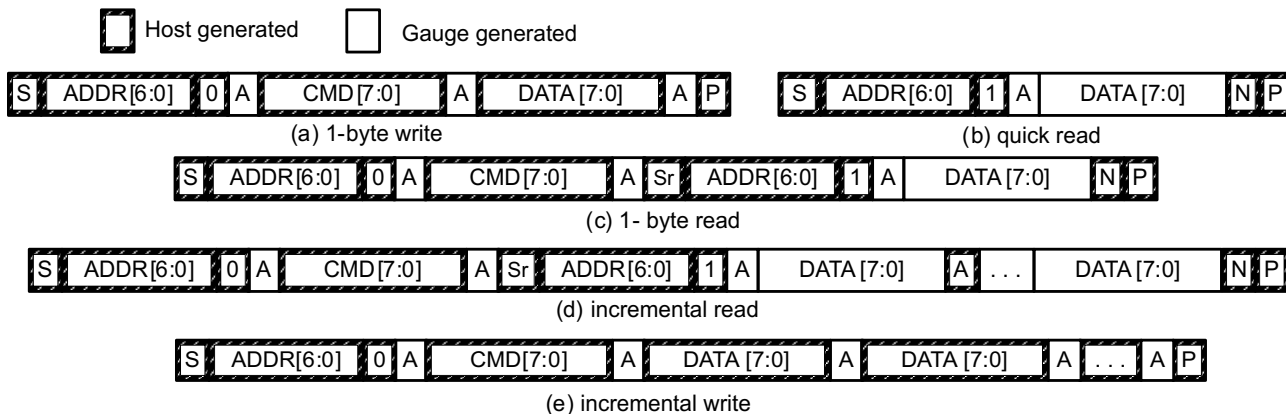 Host generated Gauge generated
S ADDR[6:0] 0 A CMD[7:0] A DATA [7:0] A P S ADDR[6:0] 1 A DATA [7:0] N P
(a) 1-byte write (b) quick read
S ADDR[6:0] 0 A CMD[7:0] A Sr ADDR[6:0] 1 A DATA [7:0] N P
(c) 1- byte read
S ADDR[6:0] 0 A CMD[7:0] A Sr ADDR[6:0] 1 A DATA [7:0] A . . . DATA [7:0] N P
(d) incremental read
S ADDR[6:0] 0 A CMD[7:0] A DATA [7:0] A DATA [7:0] A . . . A P
(e) incremental write